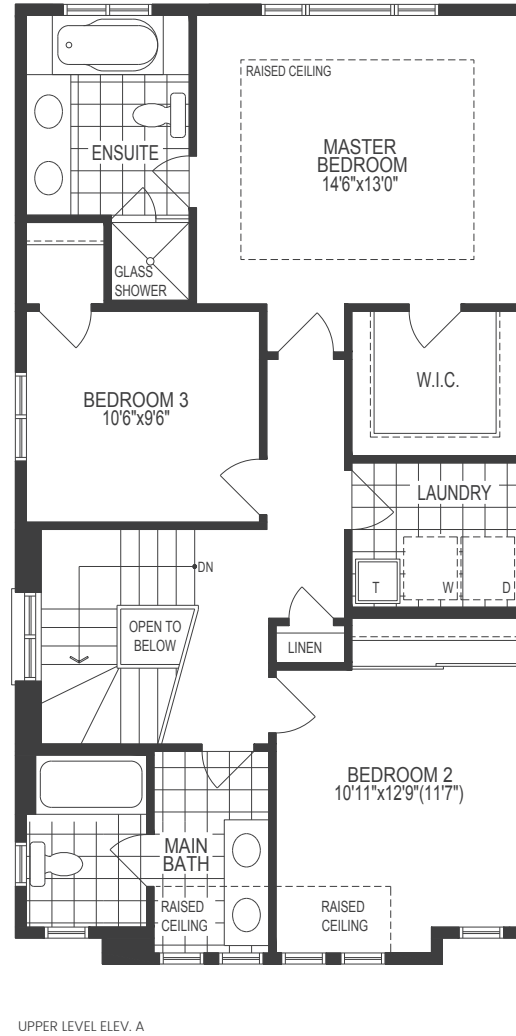 RAISED CEILING
MASTER
BEDROOM
14'6"x13'0"
ENSUITE
GLASS
SHOWER
W.I.C.
BEDROOM 3
10'6"x9'6"
LAUNDRY
DN
T
W
D
OPEN TO
BELOW
LINEN
BEDROOM 2
10'11"x12'9"(11'7")
MAIN
BATH
RAISED
CEILING
RAISED
CEILING
UPPER LEVEL ELEV. A